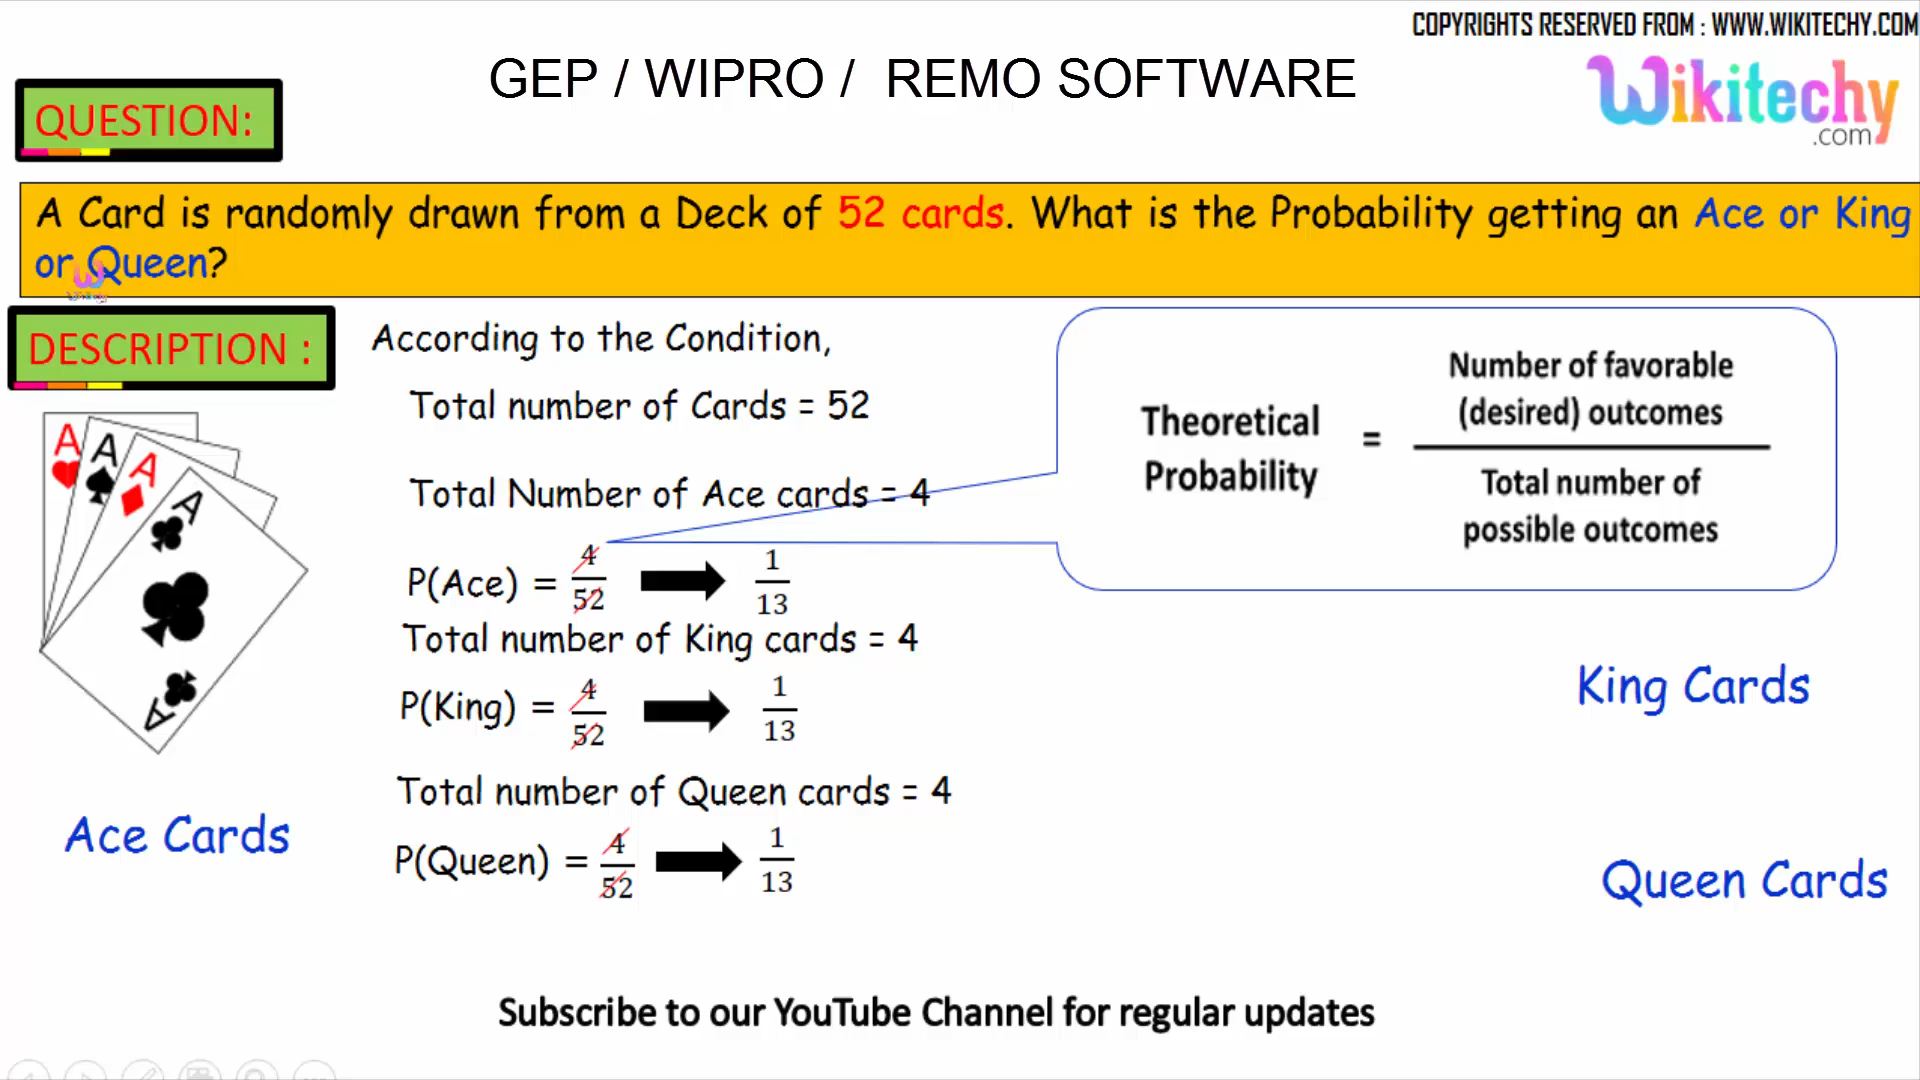 COPYRIGHTS RESERVED FROM : WWW.WIKITECHY.COM
GEP / WIPRO / REMO SOFTWARE
Wikitechy
.com
QUESTION:
A Card is randomly drawn from a Deck of 52 cards. What is the Probability getting an Ace or King
or Queen?
DESCRIPTION :
According to the Condition,
Total number of Cards = 52
Total Number of Ace cards = 4
P(Ace) = 4/52 1/13
Total number of King cards = 4
P(King) = 4/52 1/13
Total number of Queen cards = 4
P(Queen) = 4/52 1/13
Theoretical
Probability
=
Number of favorable
(desired) outcomes
Total number of
possible outcomes
A
A
A
A
A
Ace Cards
King Cards
Queen Cards
Subscribe to our YouTube Channel for regular updates